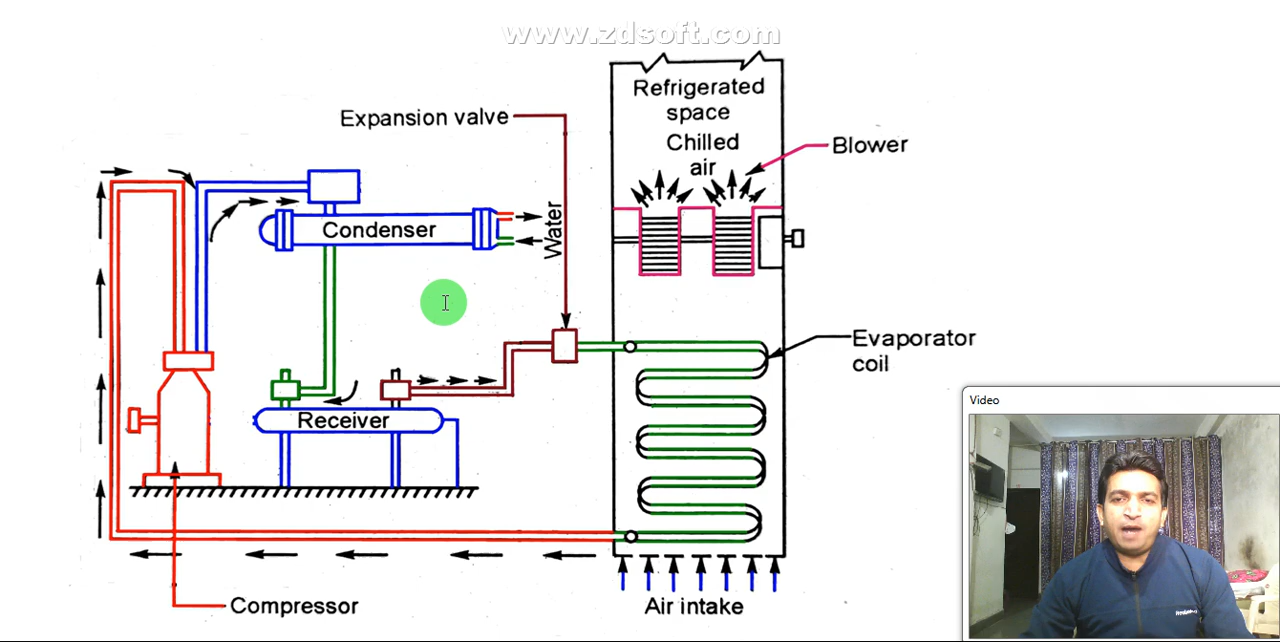 www.zdsoft.com
Refrigerated
space
Chilled
air
Expansion valve
Blower
Condenser
Water
Evaporator
coil
Receiver
Video
Compressor
Air intake